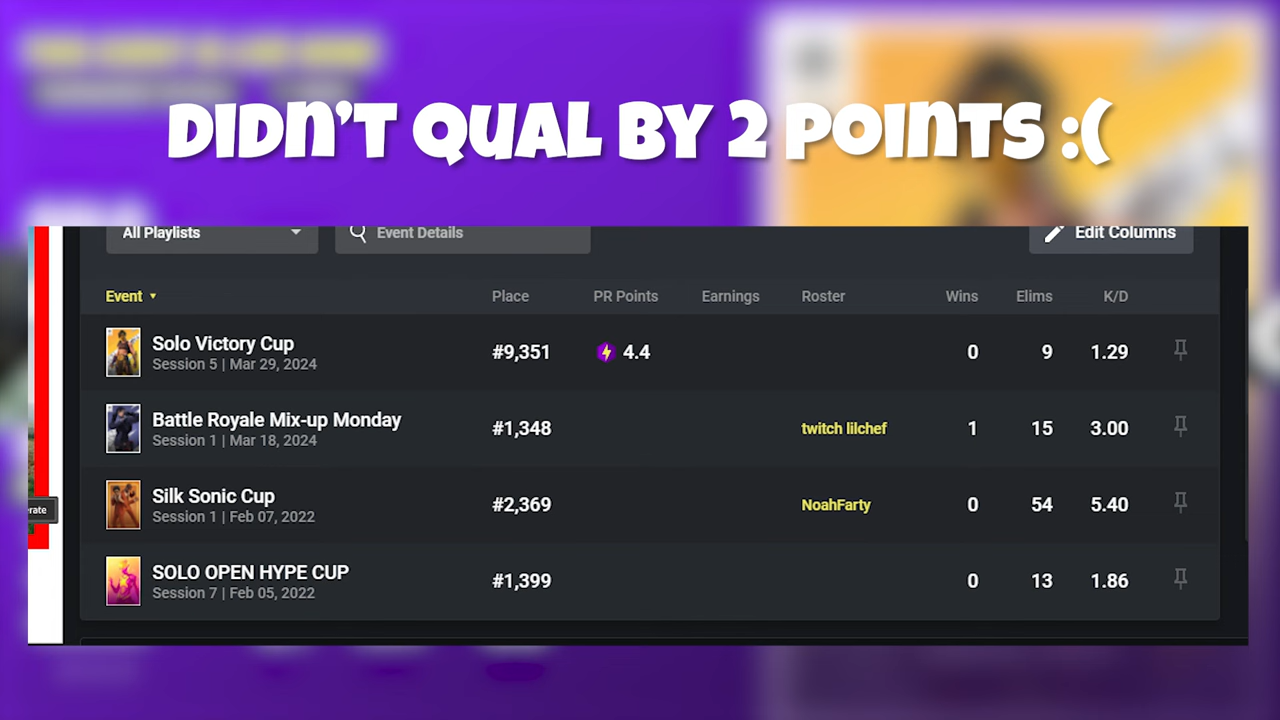 DIDN'T QUAL BY 2 POINTS :(
All Playlists Event Details Edit Columns
Event Place PR Points Earnings Roster Wins Elims K/D
Solo Victory Cup #9,351 4.4 0 9 1.29
Session 5 | Mar 29, 2024
Battle Royale Mix-up Monday #1,348 twitch lilchef 1 15 3.00
Session 1 | Mar 18, 2024
Silk Sonic Cup #2,369 NoahFarty 0 54 5.40
Session 1 | Feb 07, 2022
erate
SOLO OPEN HYPE CUP #1,399 0 13 1.86
Session 7 | Feb 05, 2022